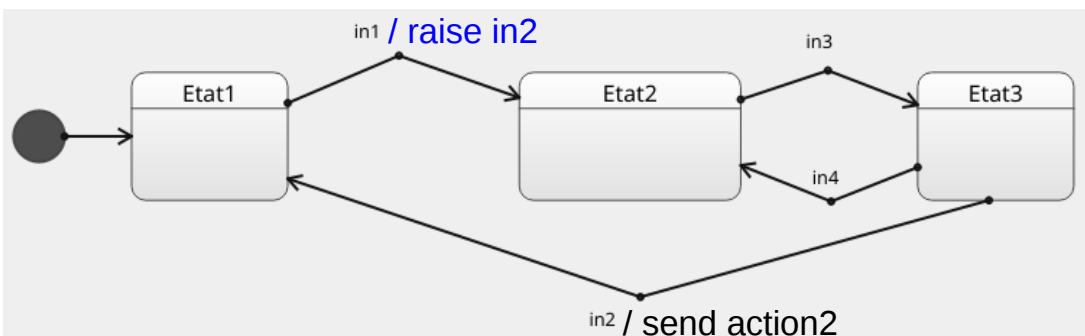 in1 / raise in2
in3
Etat1
Etat2
Etat3
in4
in2 / send action2